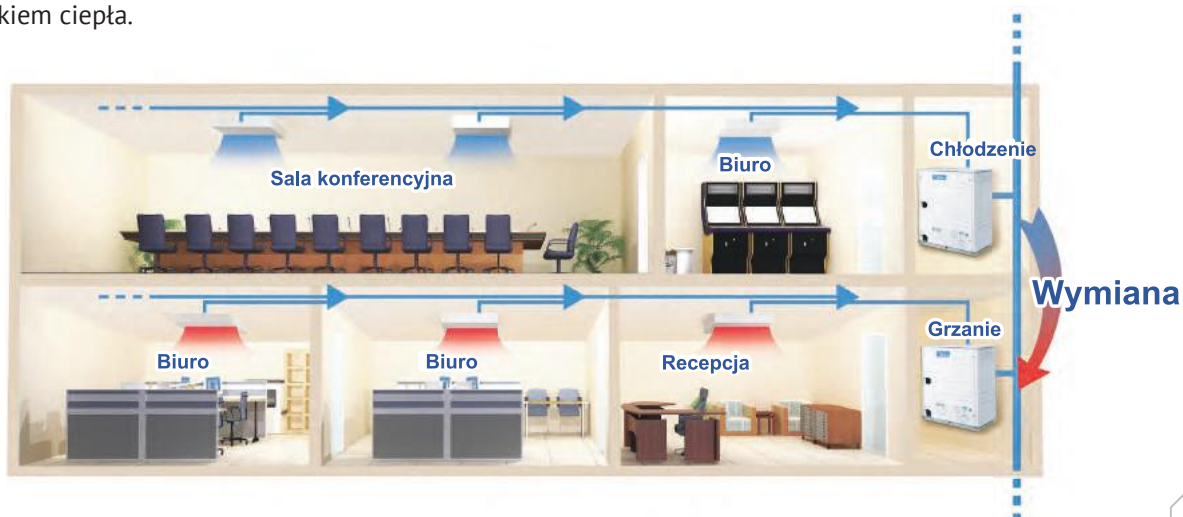 kiem ciepła.
Chłodzenie
Biuro
Sala konferencyjna
Wymiana
Grzanie
Biuro
Biuro
Recepcja